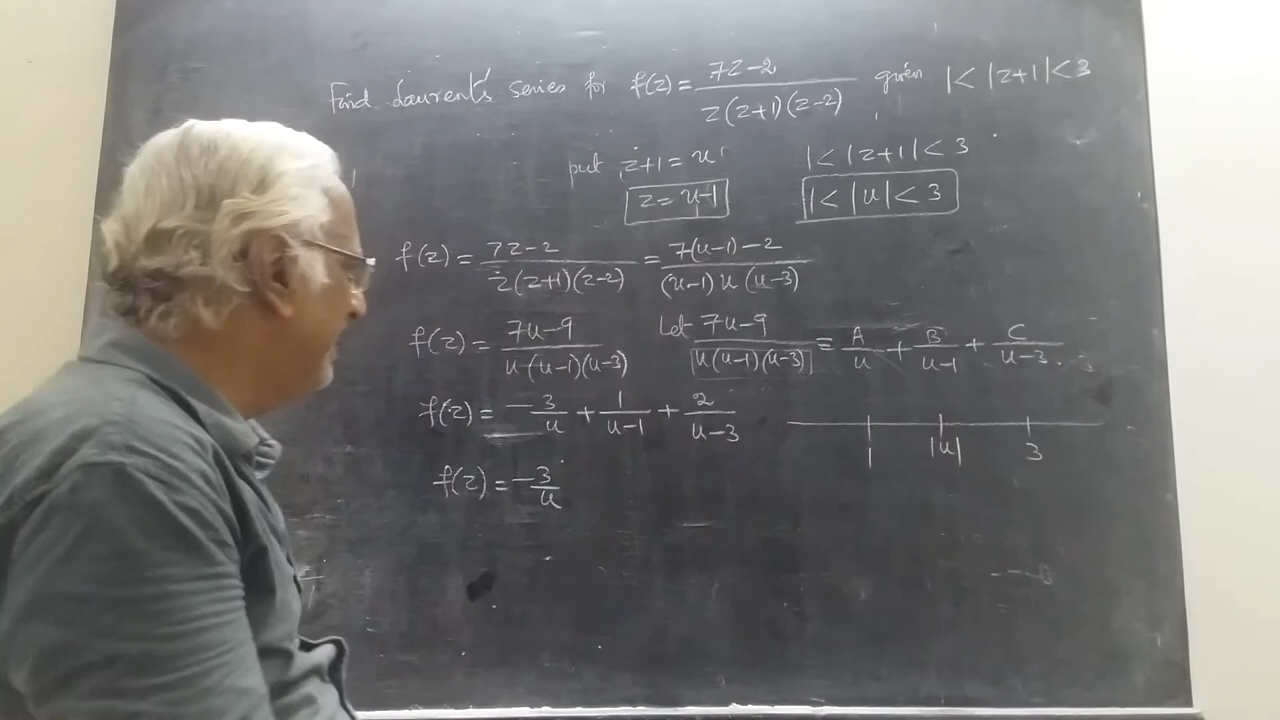 Find Laurent's series for f(z) = (7z-2)/(z(z+1)(z-2)) given 1 < |z+1| < 3
put z+1 = u 1 < |z+1| < 3
z = u-1 1 < |u| < 3
f(z) = (7z-2)/(z(z+1)(z-2)) = (7(u-1)-2)/((u-1)u(u-3))
f(z) = (7u-9)/(u(u-1)(u-3)) Let (7u-9)/(u(u-1)(u-3)) = A/u + B/(u-1) + C/(u-3)
f(z) = -3/u + 1/(u-1) + 2/(u-3)
1 |u| 3
f(z) = -3/u